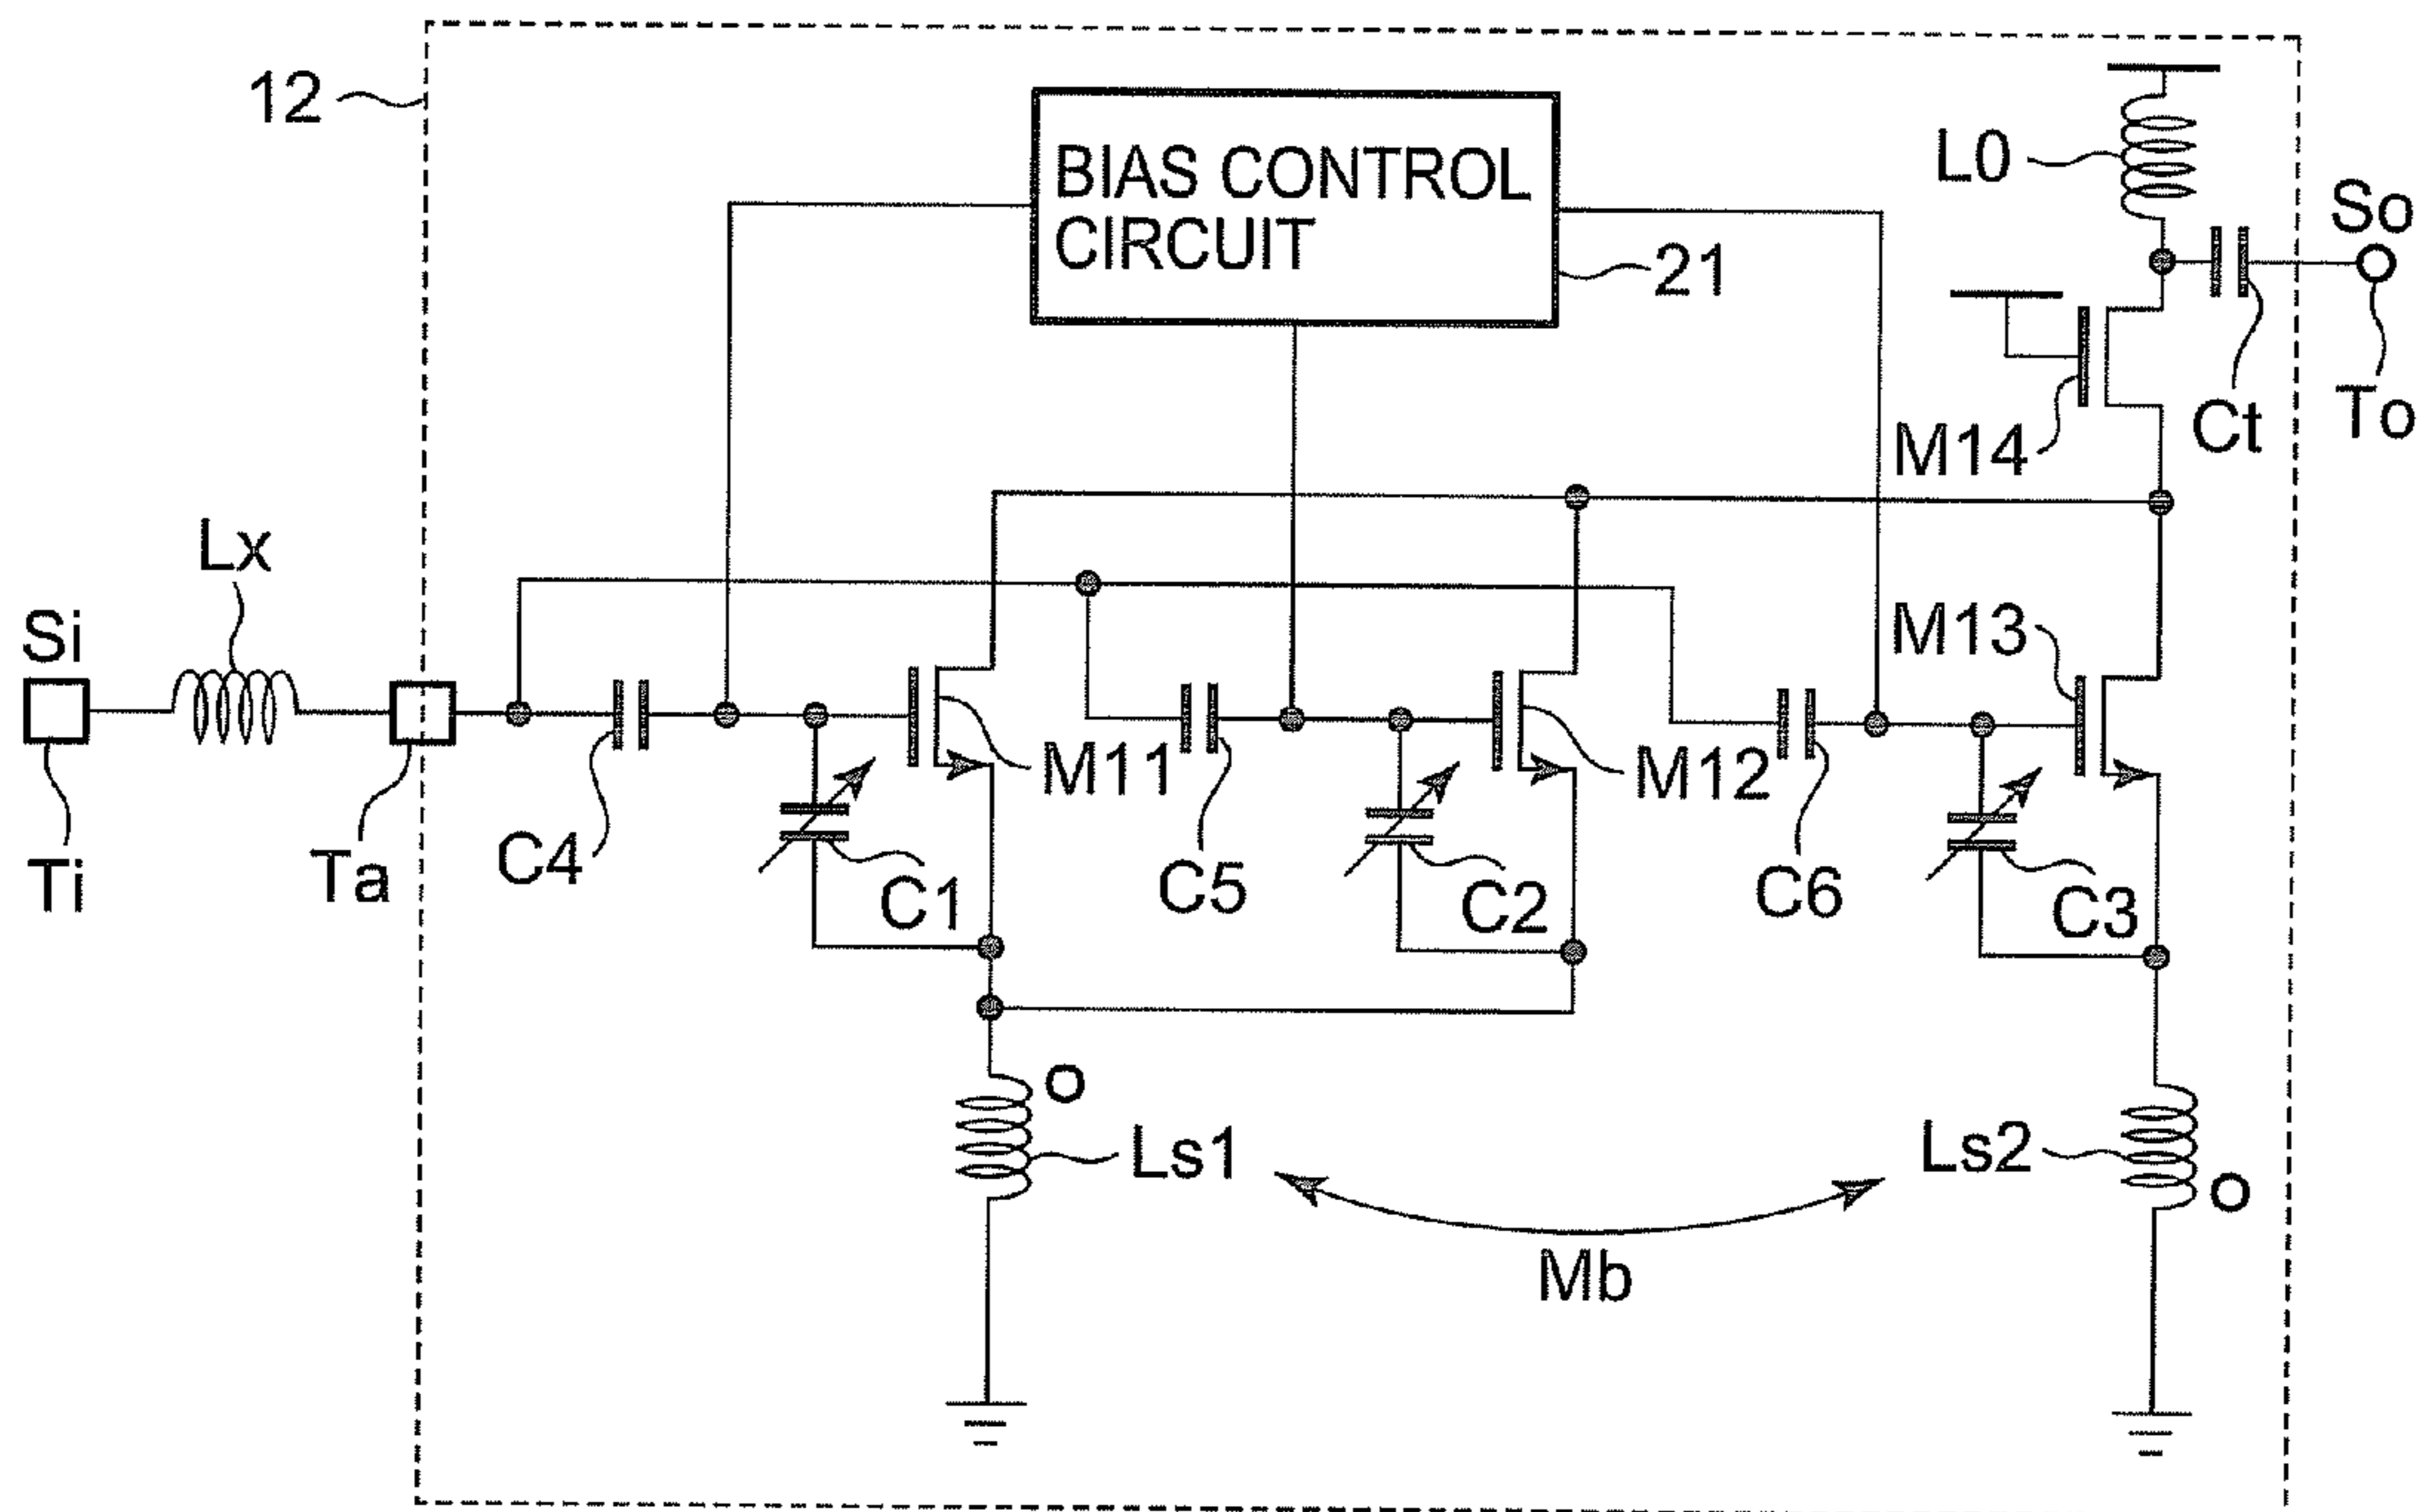 12
BIAS CONTROL
CIRCUIT
21
L0
So
To
Ct
M14
Lx
Si
Ti
Ta
C4
C1
M11
C5
C2
M12
C6
M13
C3
Ls1
Ls2
Mb